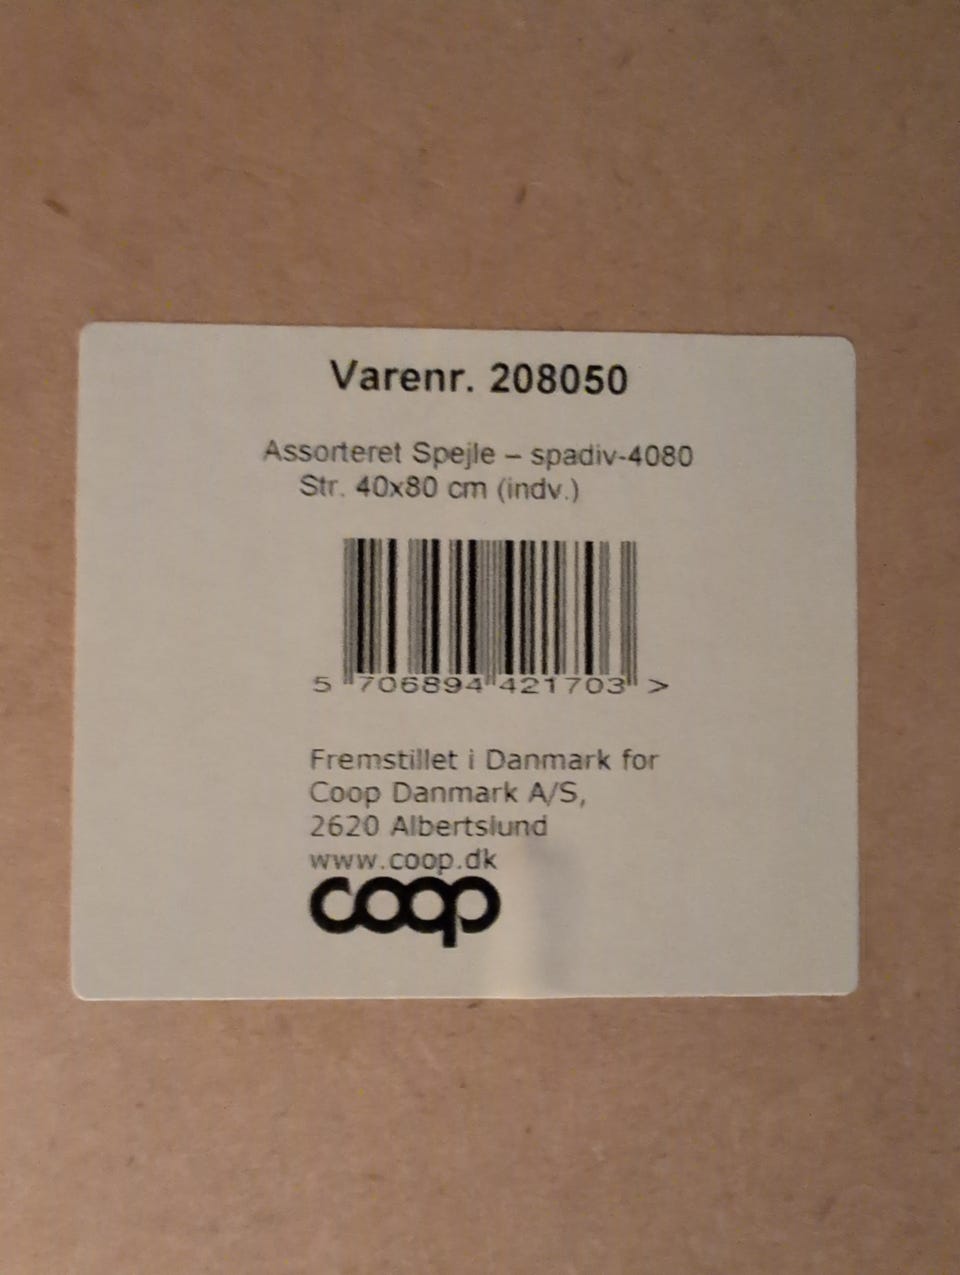 Varenr. 208050
Assorteret Spejle – spadiv-4080
Str. 40x80 cm (indv.)
5 706894 421703 >
Fremstillet i Danmark for
Coop Danmark A/S,
2620 Albertslund
www.coop.dk
coop